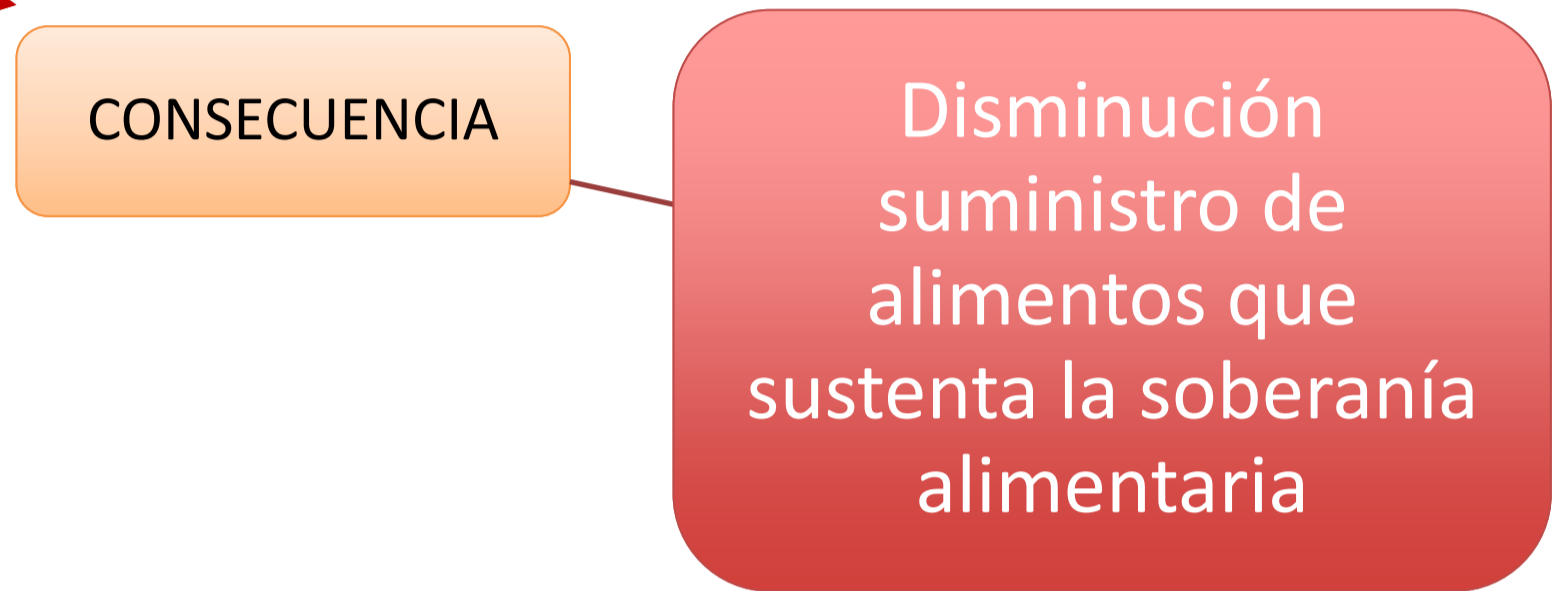 CONSECUENCIA
Disminución
suministro de
alimentos que
sustenta la soberanía
alimentaria